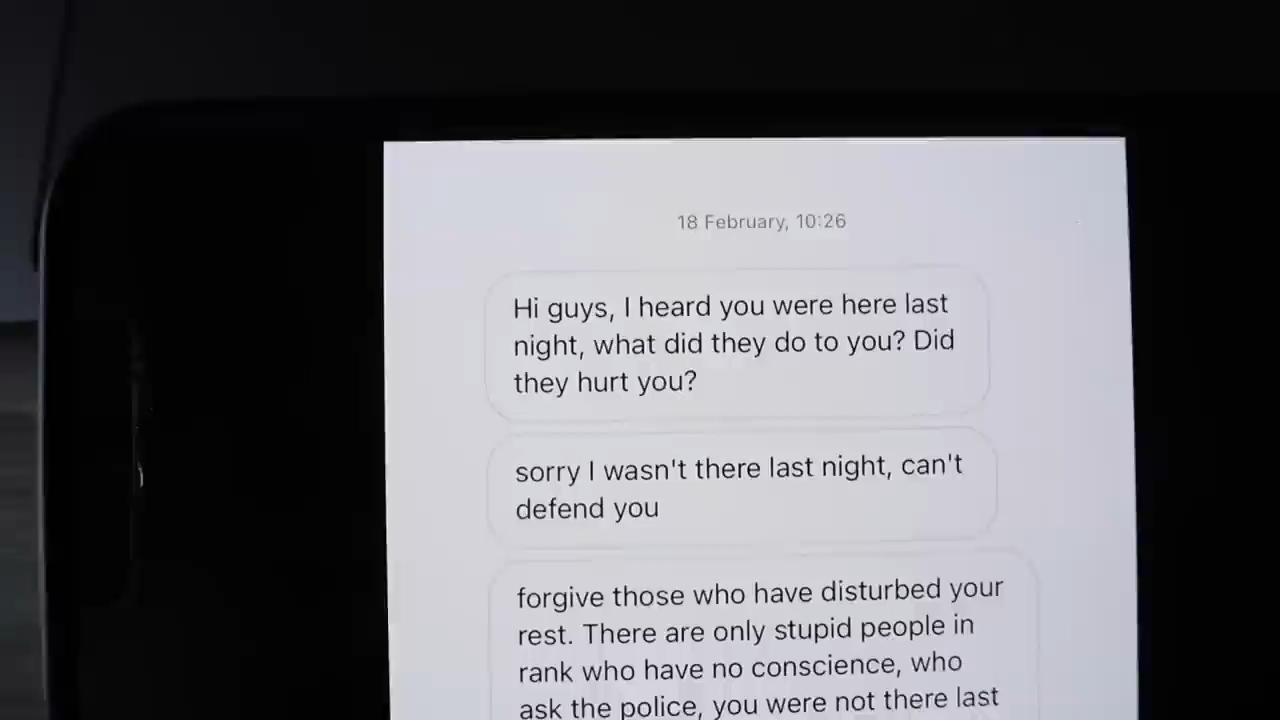 18 February, 10:26
Hi guys, I heard you were here last
night, what did they do to you? Did
they hurt you?
sorry I wasn't there last night, can't
defend you
forgive those who have disturbed your
rest. There are only stupid people in
rank who have no conscience, who
ask the police, you were not there last